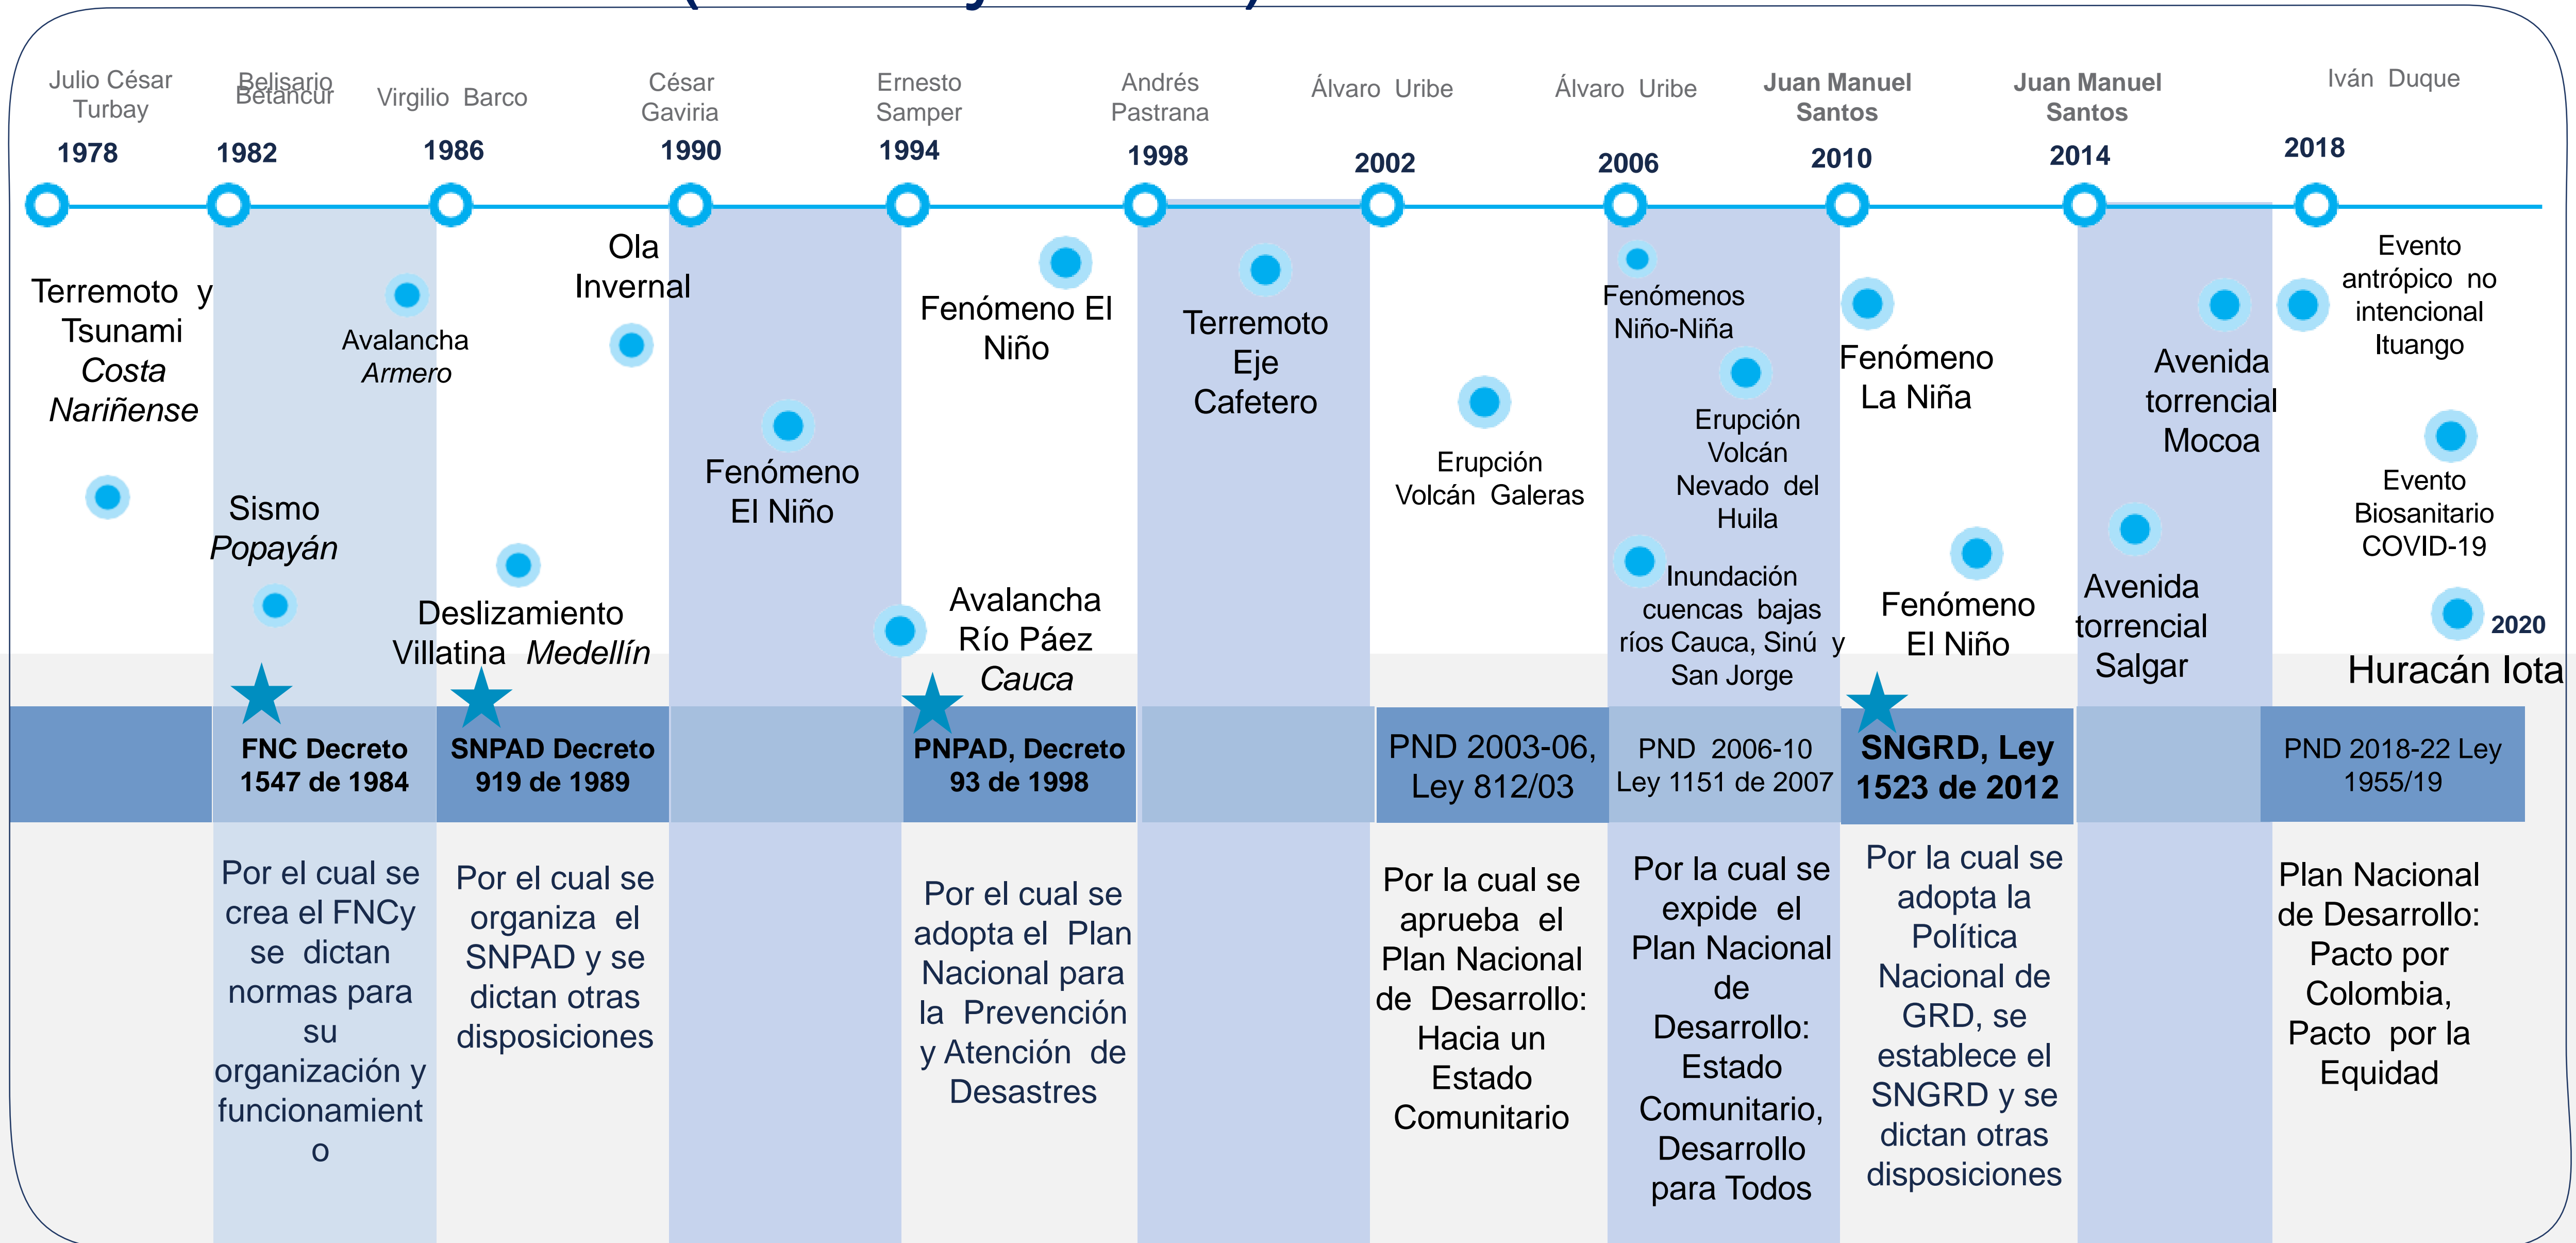 Julio César
Turbay
Belisario
Betancur
Virgilio Barco
César
Gaviria
Ernesto
Samper
Andrés
Pastrana
Álvaro Uribe
Álvaro Uribe
Juan Manuel
Santos
Juan Manuel
Santos
Iván Duque
1978
1982
1986
1990
1994
1998
2002
2006
2010
2014
2018
Terremoto y
Tsunami
Costa
Nariñense
Sismo
Popayán
Avalancha
Armero
Deslizamiento
Villatina Medellín
Ola
Invernal
Fenómeno
El Niño
Fenómeno El
Niño
Avalancha
Río Páez
Cauca
Terremoto
Eje
Cafetero
Erupción
Volcán Galeras
Fenómenos
Niño-Niña
Erupción
Volcán
Nevado del
Huila
Inundación
cuencas bajas
ríos Cauca, Sinú y
San Jorge
Fenómeno
La Niña
Fenómeno
El Niño
Avenida
torrencial
Mocoa
Avenida
torrencial
Salgar
Evento
antrópico no
intencional
Ituango
Evento
Biosanitario
COVID-19
2020
Huracán Iota
FNC Decreto
1547 de 1984
SNPAD Decreto
919 de 1989
PNPAD, Decreto
93 de 1998
PND 2003-06,
Ley 812/03
PND 2006-10
Ley 1151 de 2007
SNGRD, Ley
1523 de 2012
PND 2018-22 Ley
1955/19
Por el cual se
crea el FNCy
se dictan
normas para
su
organización y
funcionamient
o
Por el cual se
organiza el
SNPAD y se
dictan otras
disposiciones
Por el cual se
adopta el Plan
Nacional para
la Prevención
y Atención de
Desastres
Por la cual se
aprueba el
Plan Nacional
de Desarrollo:
Hacia un
Estado
Comunitario
Por la cual se
expide el
Plan Nacional
de
Desarrollo:
Estado
Comunitario,
Desarrollo
para Todos
Por la cual se
adopta la
Política
Nacional de
GRD, se
establece el
SNGRD y se
dictan otras
disposiciones
Plan Nacional
de Desarrollo:
Pacto por
Colombia,
Pacto por la
Equidad